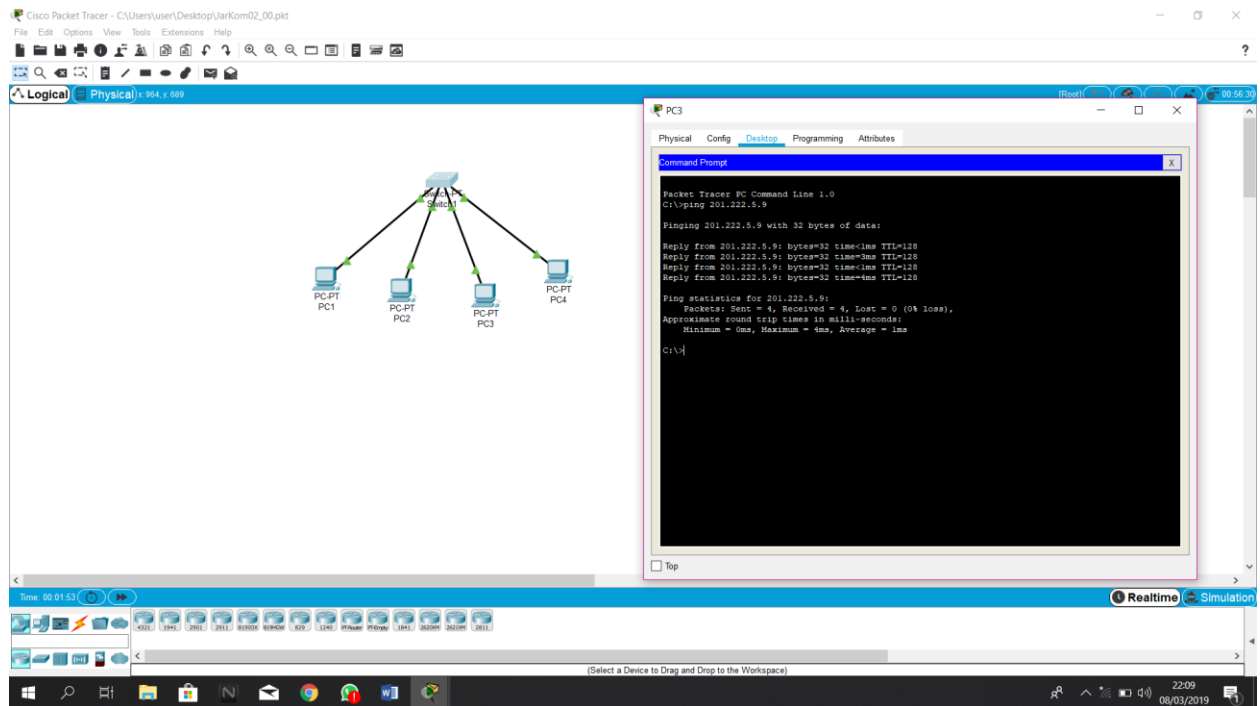 Cisco Packet Tracer - C:\Users\user\Desktop\JarKom02_00.pkt
File Edit Options View Tools Extensions Help
?
Logical Physical x: 964, y: 689 [Root] 00:56:30
PC3
Physical Config Desktop Programming Attributes
Command Prompt X
Packet Tracer PC Command Line 1.0
C:\>ping 201.222.5.9
Pinging 201.222.5.9 with 32 bytes of data:
Reply from 201.222.5.9: bytes=32 time<1ms TTL=128
Reply from 201.222.5.9: bytes=32 time=3ms TTL=128
Reply from 201.222.5.9: bytes=32 time<1ms TTL=128
Reply from 201.222.5.9: bytes=32 time=4ms TTL=128
Ping statistics for 201.222.5.9:
Packets: Sent = 4, Received = 4, Lost = 0 (0% loss),
Approximate round trip times in milli-seconds:
Minimum = 0ms, Maximum = 4ms, Average = 1ms
C:\>
Switch-PT
Switch1
PC-PT
PC1
PC-PT
PC2
PC-PT
PC3
PC-PT
PC4
Top
Time: 00:01:53 Realtime Simulation
4321 1941 2901 2911 819IOX 819HGW 829 1240 PT-Router PT-Empty 1841 2620XM 2621XM 2811
(Select a Device to Drag and Drop to the Workspace)
22:09
08/03/2019